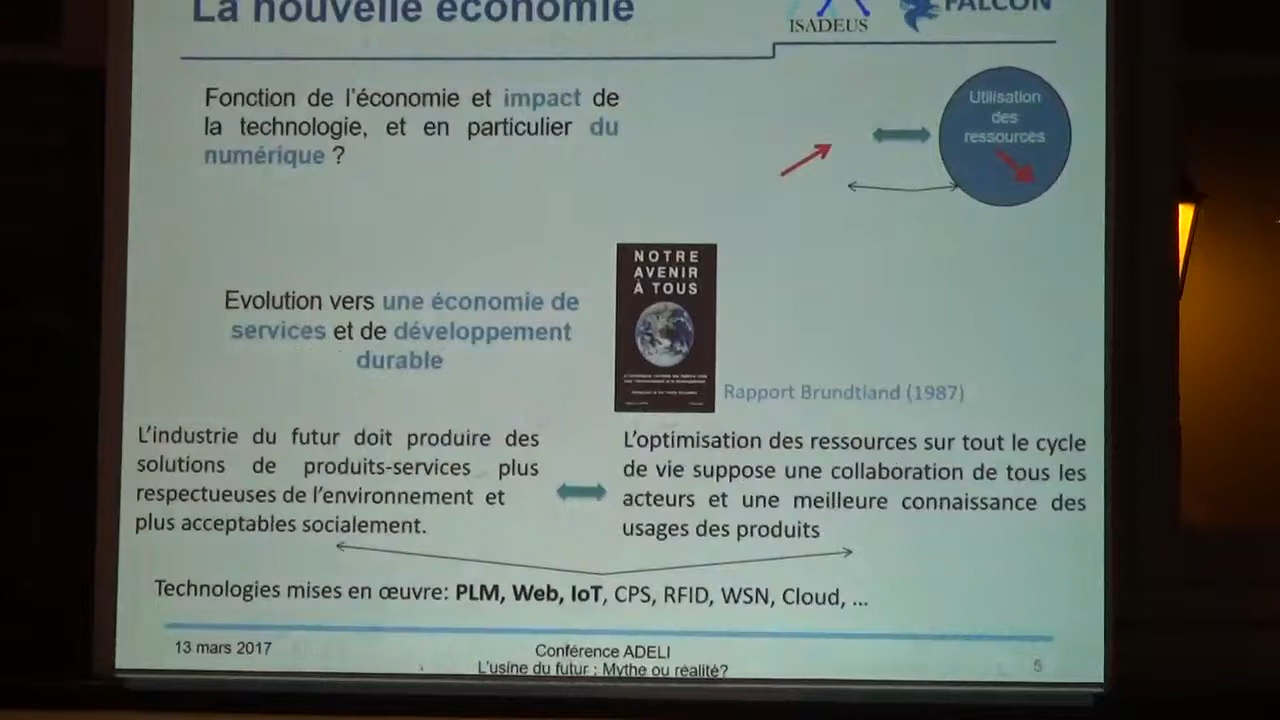 La nouvelle économie
ISADEUS
FALCON
Fonction de l'économie et impact de
la technologie, et en particulier du
numérique ?
Utilisation
des
ressources
NOTRE
AVENIR
À TOUS
Evolution vers une économie de
services et de développement
durable
Rapport Brundtland (1987)
L'industrie du futur doit produire des
solutions de produits-services plus
respectueuses de l'environnement et
plus acceptables socialement.
L'optimisation des ressources sur tout le cycle
de vie suppose une collaboration de tous les
acteurs et une meilleure connaissance des
usages des produits
Technologies mises en œuvre: PLM, Web, IoT, CPS, RFID, WSN, Cloud, ...
13 mars 2017
Conférence ADELI
L'usine du futur : Mythe ou réalité?
5